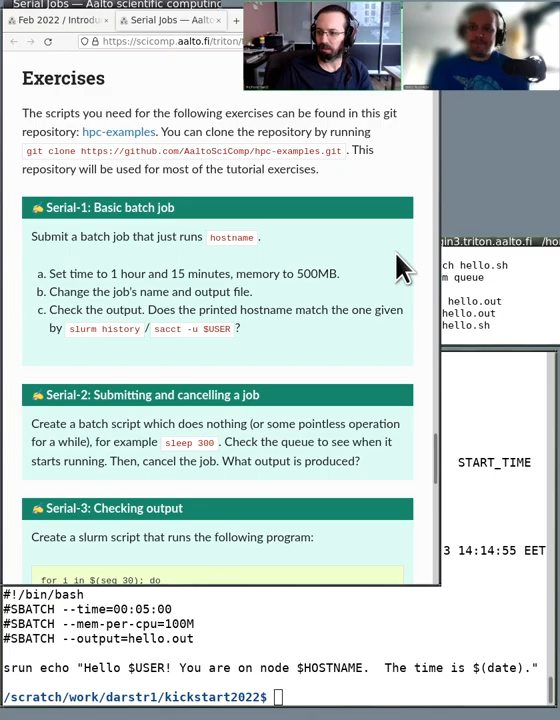 Serial Jobs — Aalto scientific computing
Feb 2022 / Introdu
Serial Jobs — Aalto
https://scicomp.aalto.fi/triton/
Exercises
The scripts you need for the following exercises can be found in this git
repository: hpc-examples. You can clone the repository by running
git clone https://github.com/AaltoSciComp/hpc-examples.git . This
repository will be used for most of the tutorial exercises.
✍ Serial-1: Basic batch job
Submit a batch job that just runs hostname .
a. Set time to 1 hour and 15 minutes, memory to 500MB.
b. Change the job's name and output file.
c. Check the output. Does the printed hostname match the one given
by slurm history / sacct -u $USER ?
✍ Serial-2: Submitting and cancelling a job
Create a batch script which does nothing (or some pointless operation
for a while), for example sleep 300 . Check the queue to see when it
starts running. Then, cancel the job. What output is produced?
✍ Serial-3: Checking output
Create a slurm script that runs the following program:
for i in $(seq 30); do
gin3.triton.aalto.fi /ho
ch hello.sh
m queue
hello.out
hello.out
hello.sh
START_TIME
3 14:14:55 EET
#!/bin/bash
#SBATCH --time=00:05:00
#SBATCH --mem-per-cpu=100M
#SBATCH --output=hello.out
srun echo "Hello $USER! You are on node $HOSTNAME.  The time is $(date)."
/scratch/work/darstr1/kickstart2022$